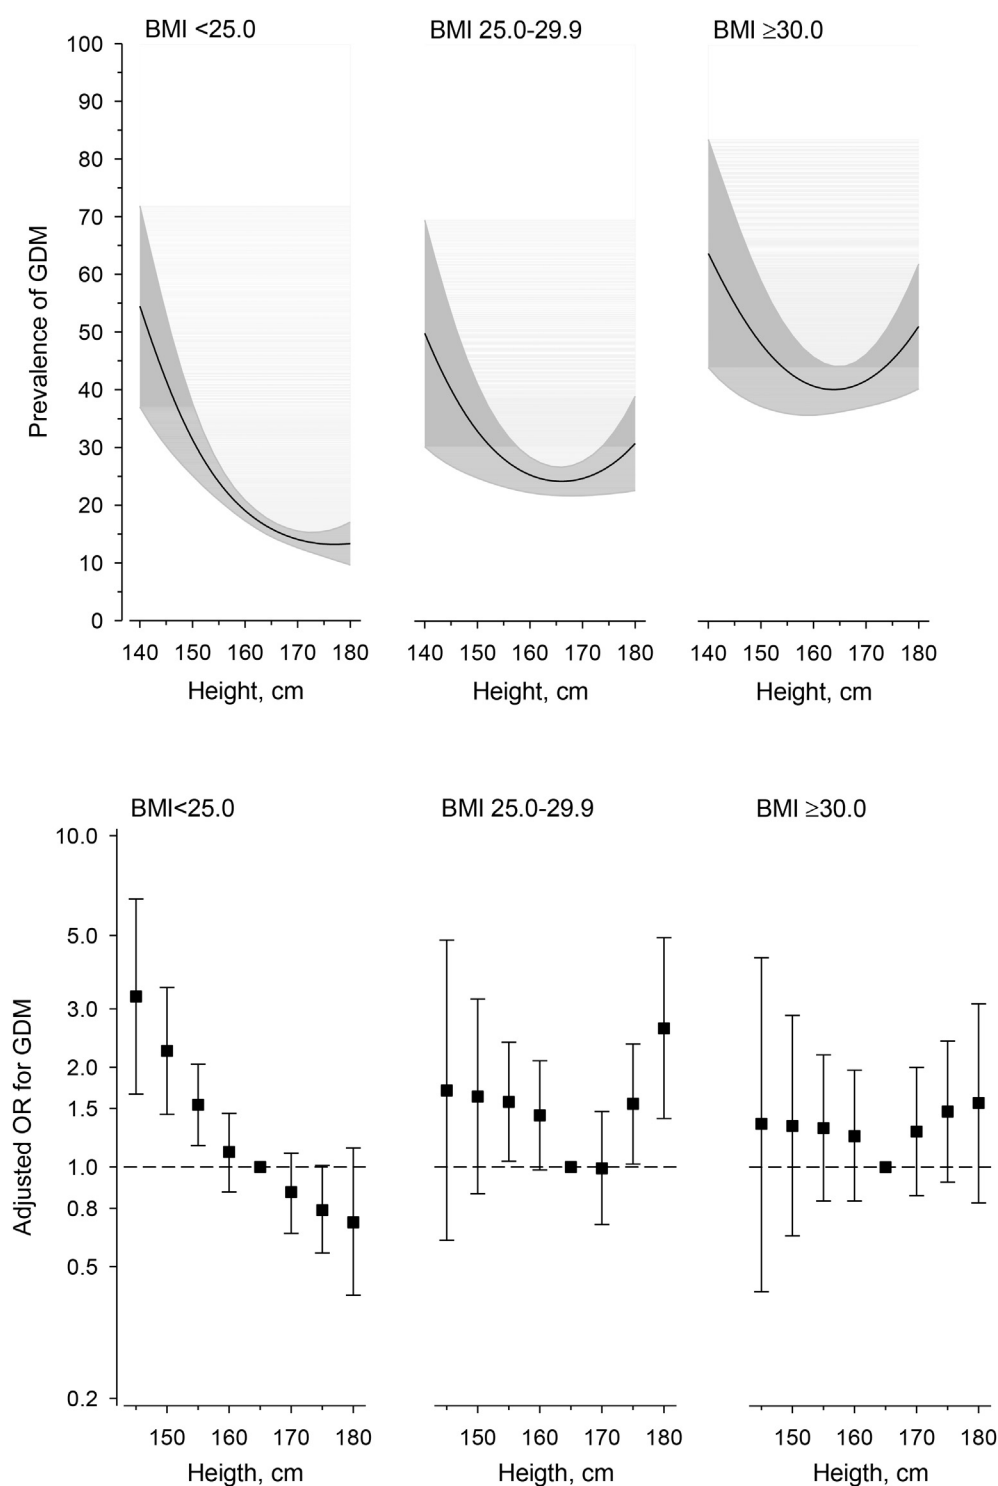 BMI <25.0 BMI 25.0-29.9 BMI ≥30.0
100
90
80
70
60
50
40
30
20
10
0
Prevalence of GDM
140 150 160 170 180 140 150 160 170 180 140 150 160 170 180
Height, cm Height, cm Height, cm
BMI<25.0 BMI 25.0-29.9 BMI ≥30.0
10.0
5.0
3.0
2.0
1.5
1.0
0.8
0.5
0.2
Adjusted OR for GDM
150 160 170 180 150 160 170 180 150 160 170 180
Heigth, cm Heigth, cm Heigth, cm